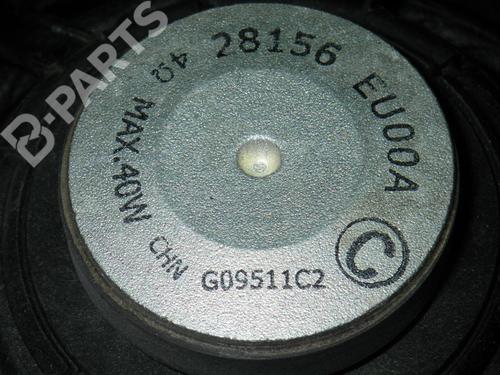 B-PARTS
28156 EU00A
4Ω MAX.40W
CHN
G09511C2
C